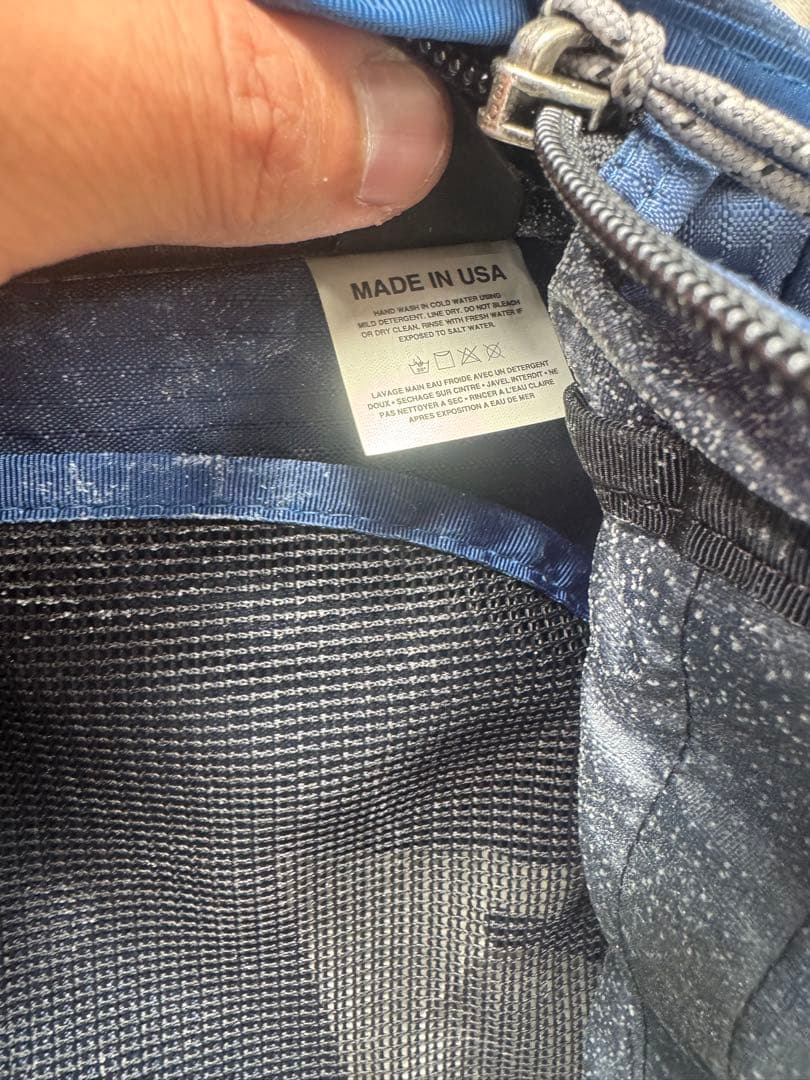 MADE IN USA
HAND WASH IN COLD WATER USING
MILD DETERGENT. LINE DRY. DO NOT BLEACH
OR DRY CLEAN. RINSE WITH FRESH WATER IF
EXPOSED TO SALT WATER.
LAVAGE MAIN EAU FROIDE AVEC UN DETERGENT
DOUX • SECHAGE SUR CINTRE • JAVEL INTERDIT • NE
PAS NETTOYER A SEC • RINCER A L'EAU CLAIRE
APRES EXPOSITION A EAU DE MER